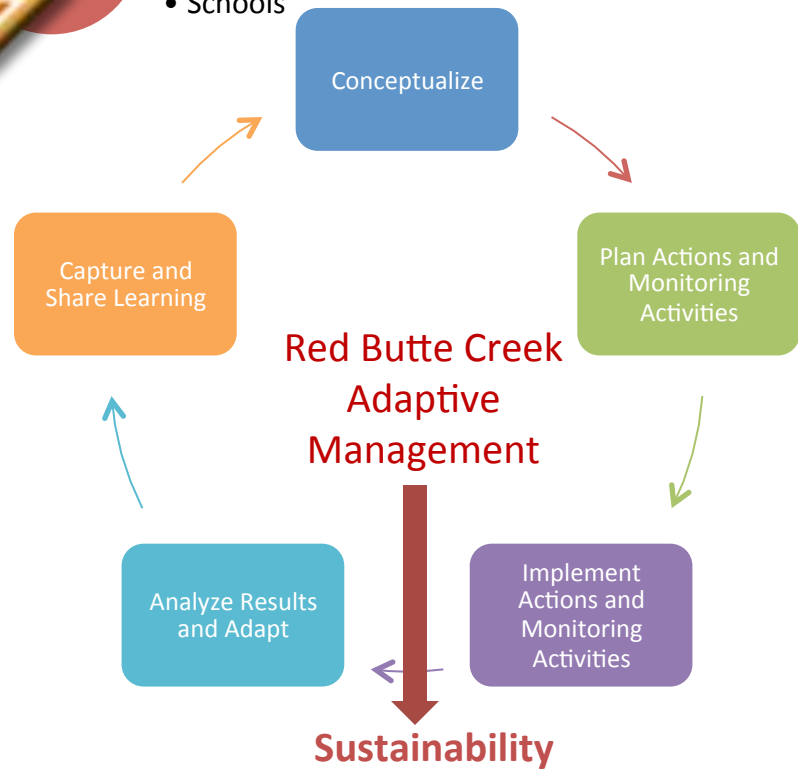 • Schools
Conceptualize
Plan Actions and
Monitoring
Activities
Implement
Actions and
Monitoring
Activities
Analyze Results
and Adapt
Capture and
Share Learning
Red Butte Creek
Adaptive
Management
Sustainability